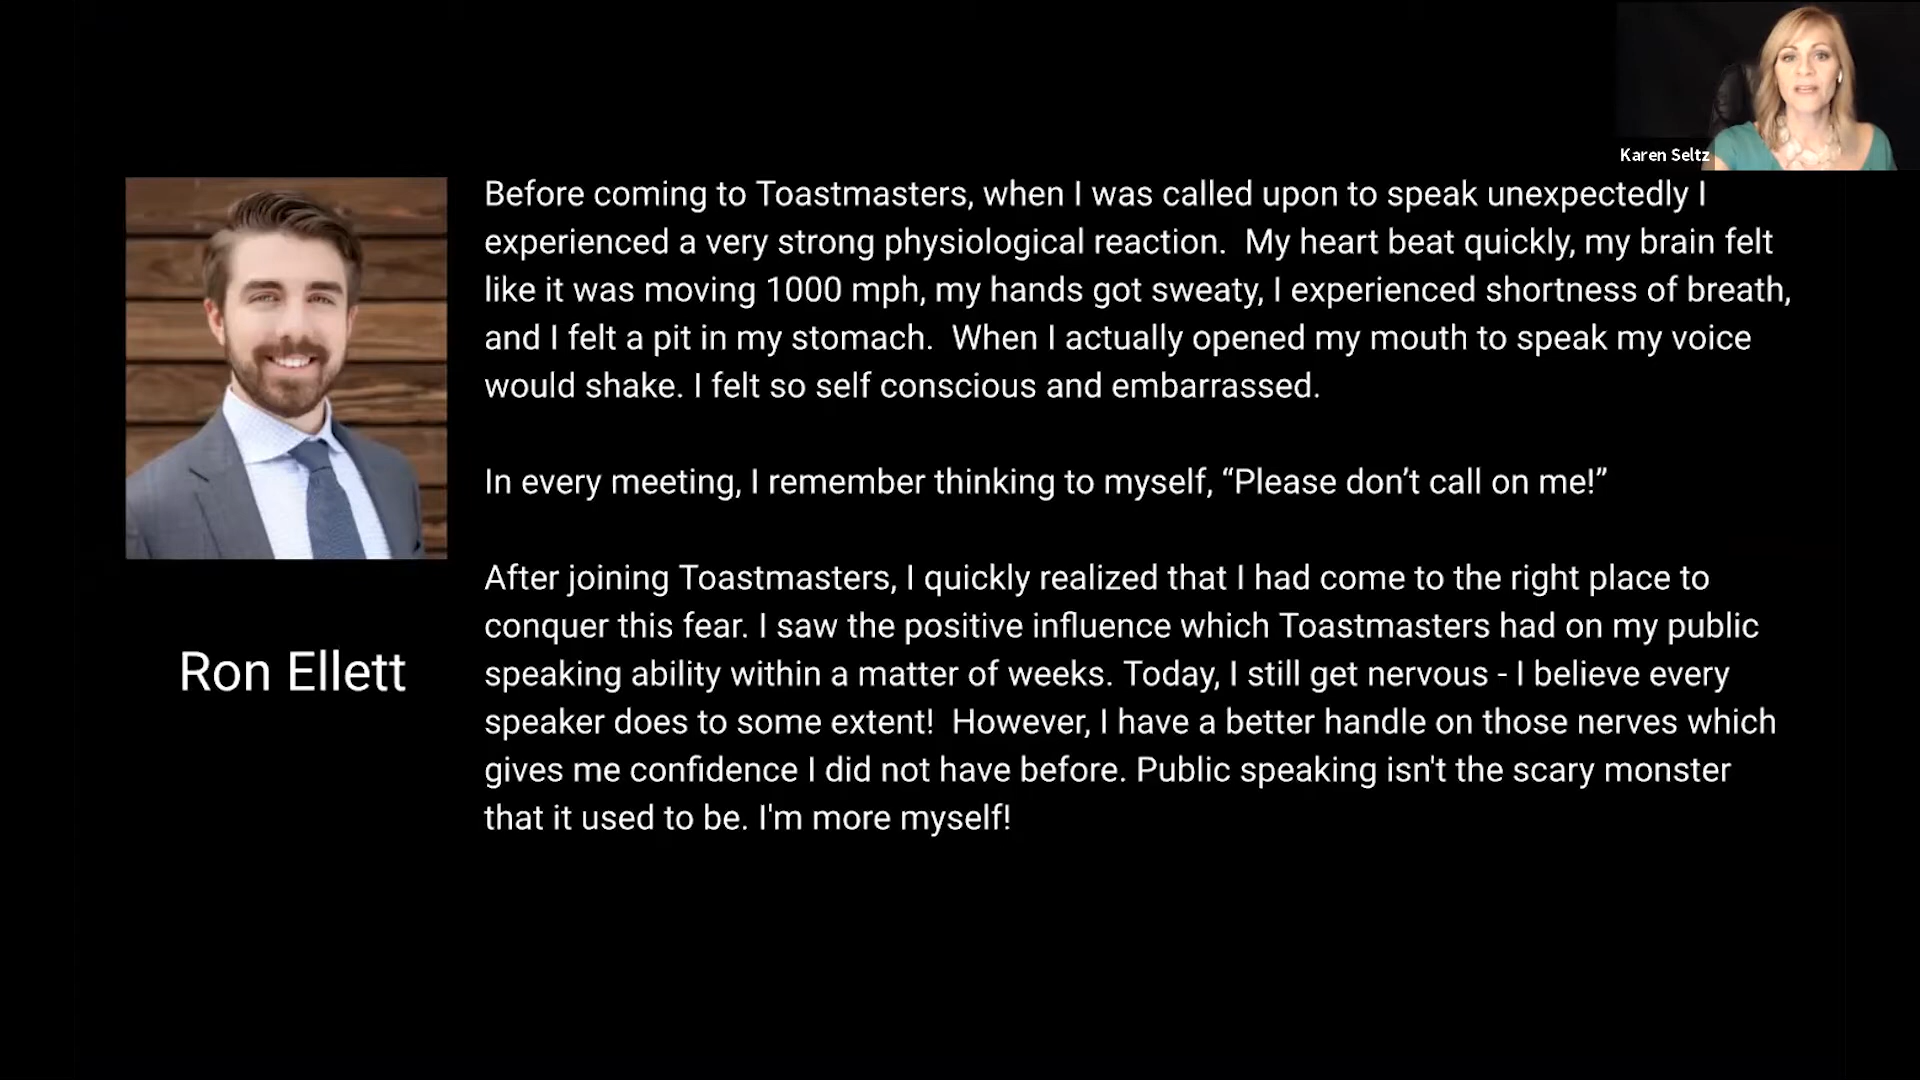 Karen Seltz
Before coming to Toastmasters, when I was called upon to speak unexpectedly I
experienced a very strong physiological reaction.  My heart beat quickly, my brain felt
like it was moving 1000 mph, my hands got sweaty, I experienced shortness of breath,
and I felt a pit in my stomach.  When I actually opened my mouth to speak my voice
would shake. I felt so self conscious and embarrassed.
In every meeting, I remember thinking to myself, “Please don’t call on me!”
After joining Toastmasters, I quickly realized that I had come to the right place to
conquer this fear. I saw the positive influence which Toastmasters had on my public
speaking ability within a matter of weeks. Today, I still get nervous - I believe every
speaker does to some extent!  However, I have a better handle on those nerves which
gives me confidence I did not have before. Public speaking isn't the scary monster
that it used to be. I'm more myself!
Ron Ellett